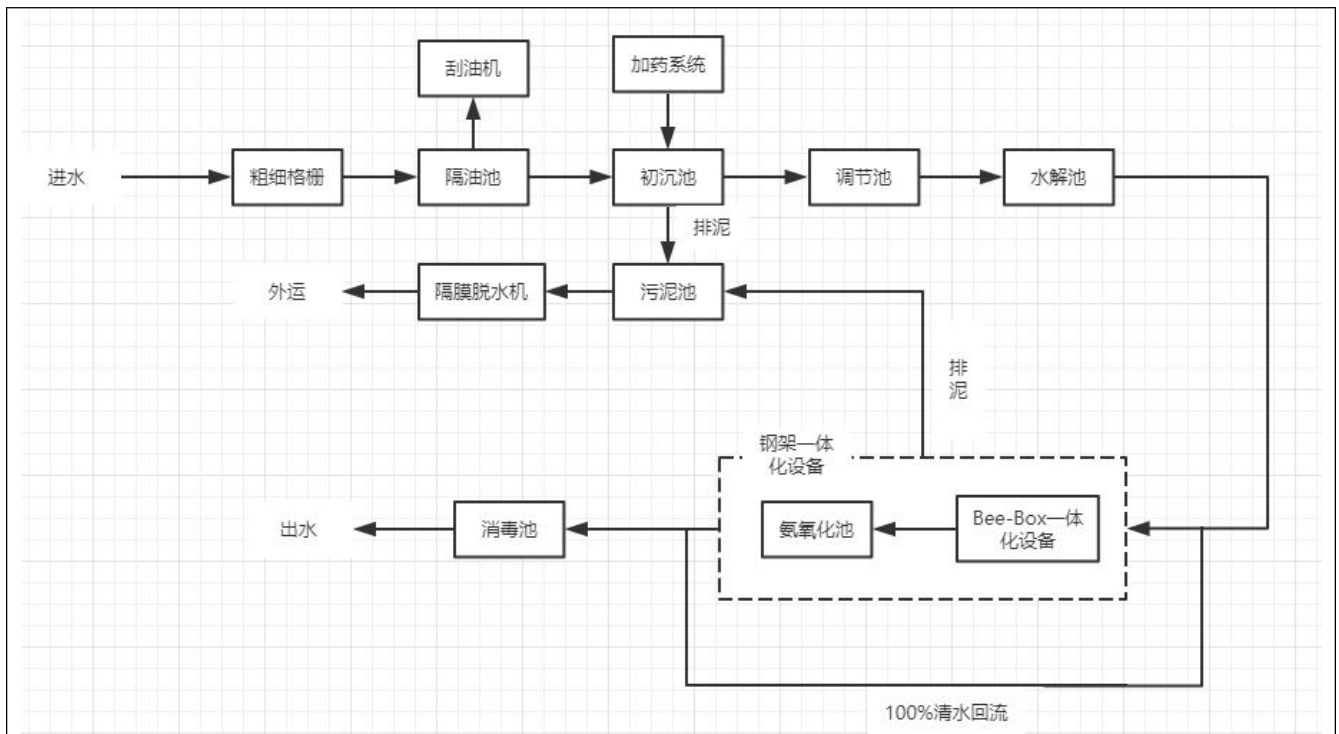 刮油机
加药系统
进水
粗细格栅
隔油池
初沉池
调节池
水解池
排泥
外运
隔膜脱水机
污泥池
排
泥
钢架一体
化设备
出水
消毒池
氨氧化池
Bee-Box一体
化设备
100%清水回流